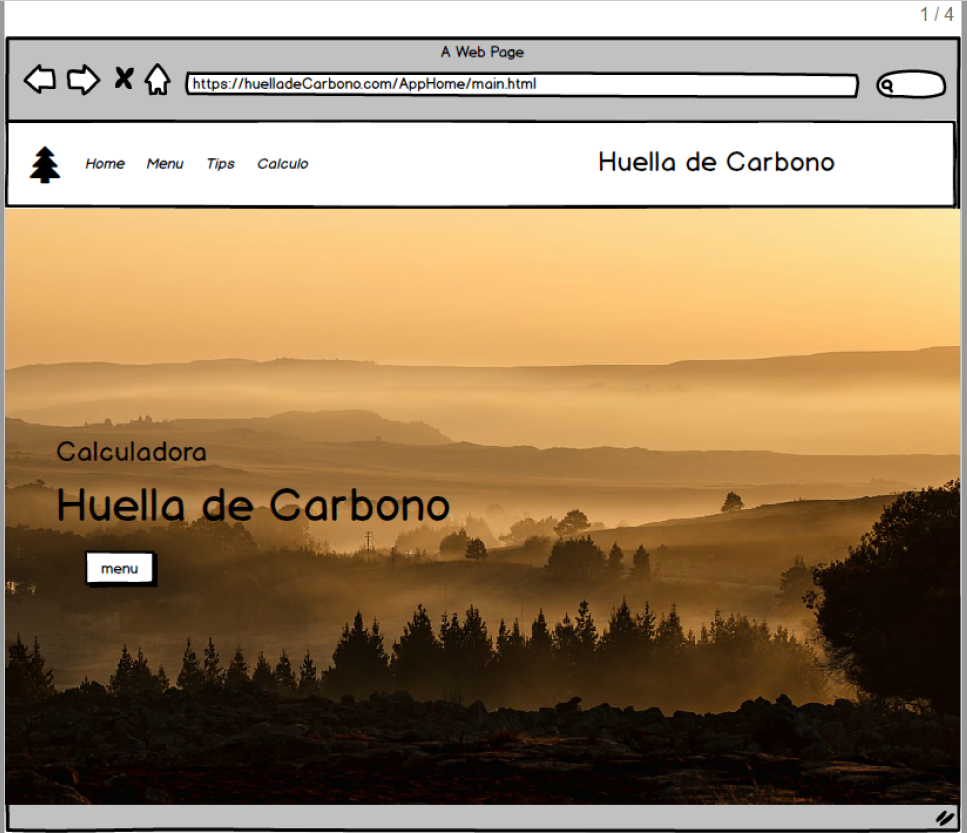 1 / 4
A Web Page
https://huelladeCarbono.com/AppHome/main.html
Home Menu Tips Calculo
Huella de Carbono
Calculadora
Huella de Carbono
menu